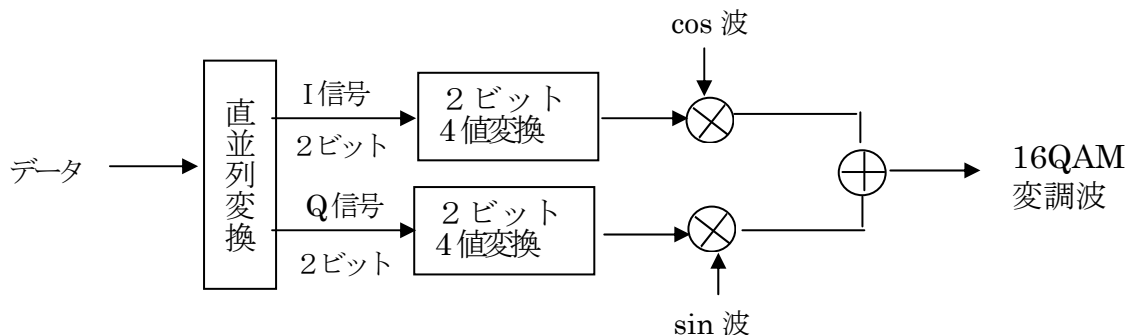 cos 波
I信号
2ビット
2 ビット
4値変換
データ
直並列変換
16QAM
変調波
Q信号
2ビット
2 ビット
4値変換
sin 波